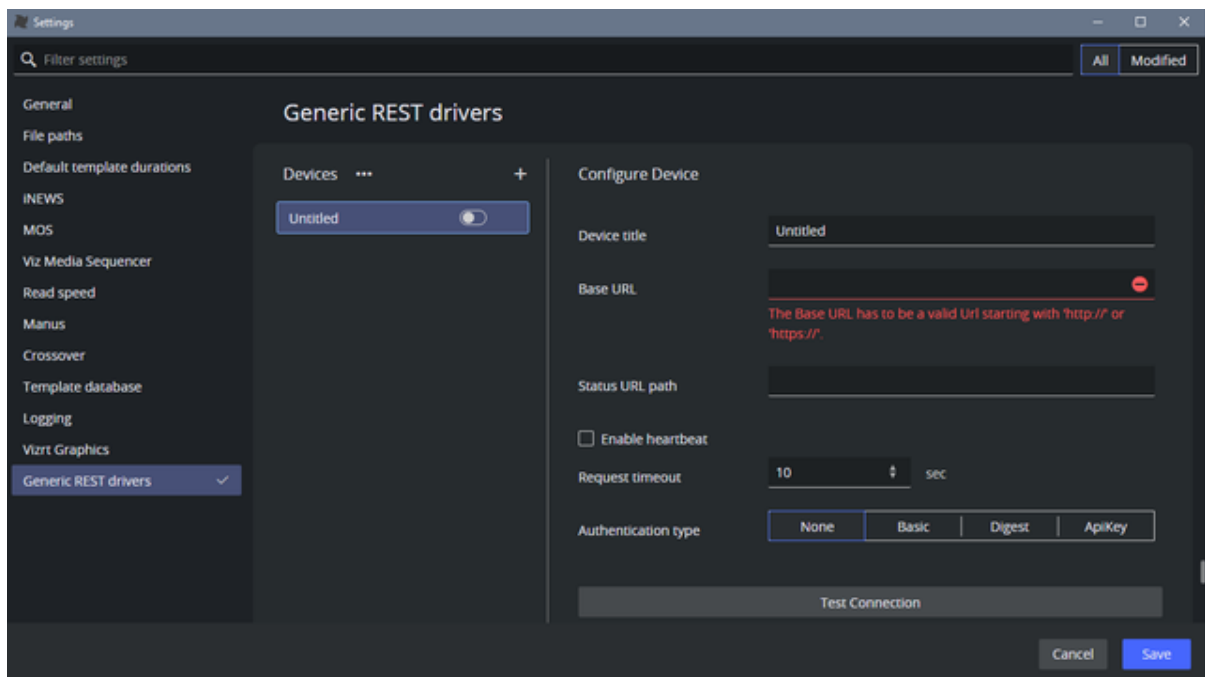 Settings
Filter settings
All
Modified
General
File paths
Default template durations
iNEWS
MOS
Viz Media Sequencer
Read speed
Manus
Crossover
Template database
Logging
Vizrt Graphics
Generic REST drivers
Generic REST drivers
Devices ••• +
Untitled
Configure Device
Device title
Untitled
Base URL
The Base URL has to be a valid Url starting with 'http://' or
'https://'.
Status URL path
Enable heartbeat
Request timeout
10
sec
Authentication type
None
Basic
Digest
ApiKey
Test Connection
Cancel
Save